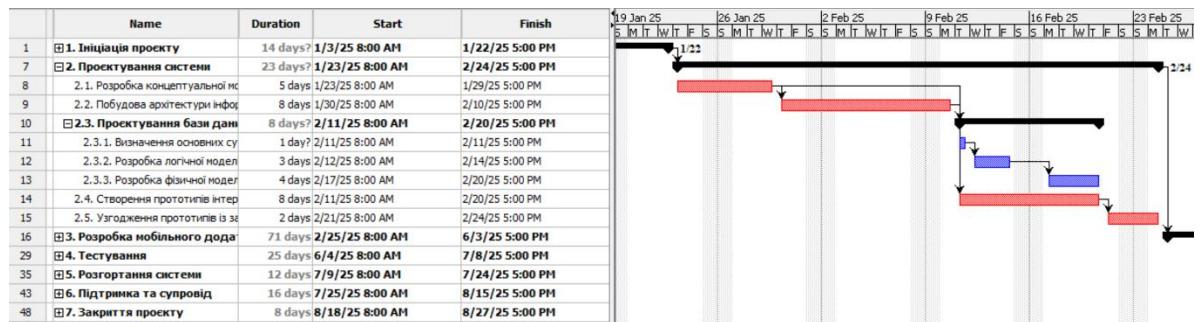 Name Duration Start Finish 19 Jan 25 26 Jan 25 2 Feb 25 9 Feb 25 16 Feb 25 23 Feb 25
S M T W T F S S M T W T F S S M T W T F S S M T W T F S S M T W T F S S M T W T
1 1. Ініціація проєкту 14 days? 1/3/25 8:00 AM 1/22/25 5:00 PM 1/22
7 2. Проєктування системи 23 days? 1/23/25 8:00 AM 2/24/25 5:00 PM 2/24
8 2.1. Розробка концептуальної мо 5 days 1/23/25 8:00 AM 1/29/25 5:00 PM
9 2.2. Побудова архітектури інфор 8 days 1/30/25 8:00 AM 2/10/25 5:00 PM
10 2.3. Проєктування бази дани 8 days? 2/11/25 8:00 AM 2/20/25 5:00 PM
11 2.3.1. Визначення основних су 1 day? 2/11/25 8:00 AM 2/11/25 5:00 PM
12 2.3.2. Розробка логічної модел 3 days 2/12/25 8:00 AM 2/14/25 5:00 PM
13 2.3.3. Розробка фізичної модел 4 days 2/17/25 8:00 AM 2/20/25 5:00 PM
14 2.4. Створення прототипів інтер 8 days 2/11/25 8:00 AM 2/20/25 5:00 PM
15 2.5. Узгодження прототипів із за 2 days 2/21/25 8:00 AM 2/24/25 5:00 PM
16 3. Розробка мобільного дода 71 days 2/25/25 8:00 AM 6/3/25 5:00 PM
29 4. Тестування 25 days 6/4/25 8:00 AM 7/8/25 5:00 PM
35 5. Розгортання системи 12 days 7/9/25 8:00 AM 7/24/25 5:00 PM
43 6. Підтримка та супровід 16 days 7/25/25 8:00 AM 8/15/25 5:00 PM
48 7. Закриття проєкту 8 days 8/18/25 8:00 AM 8/27/25 5:00 PM